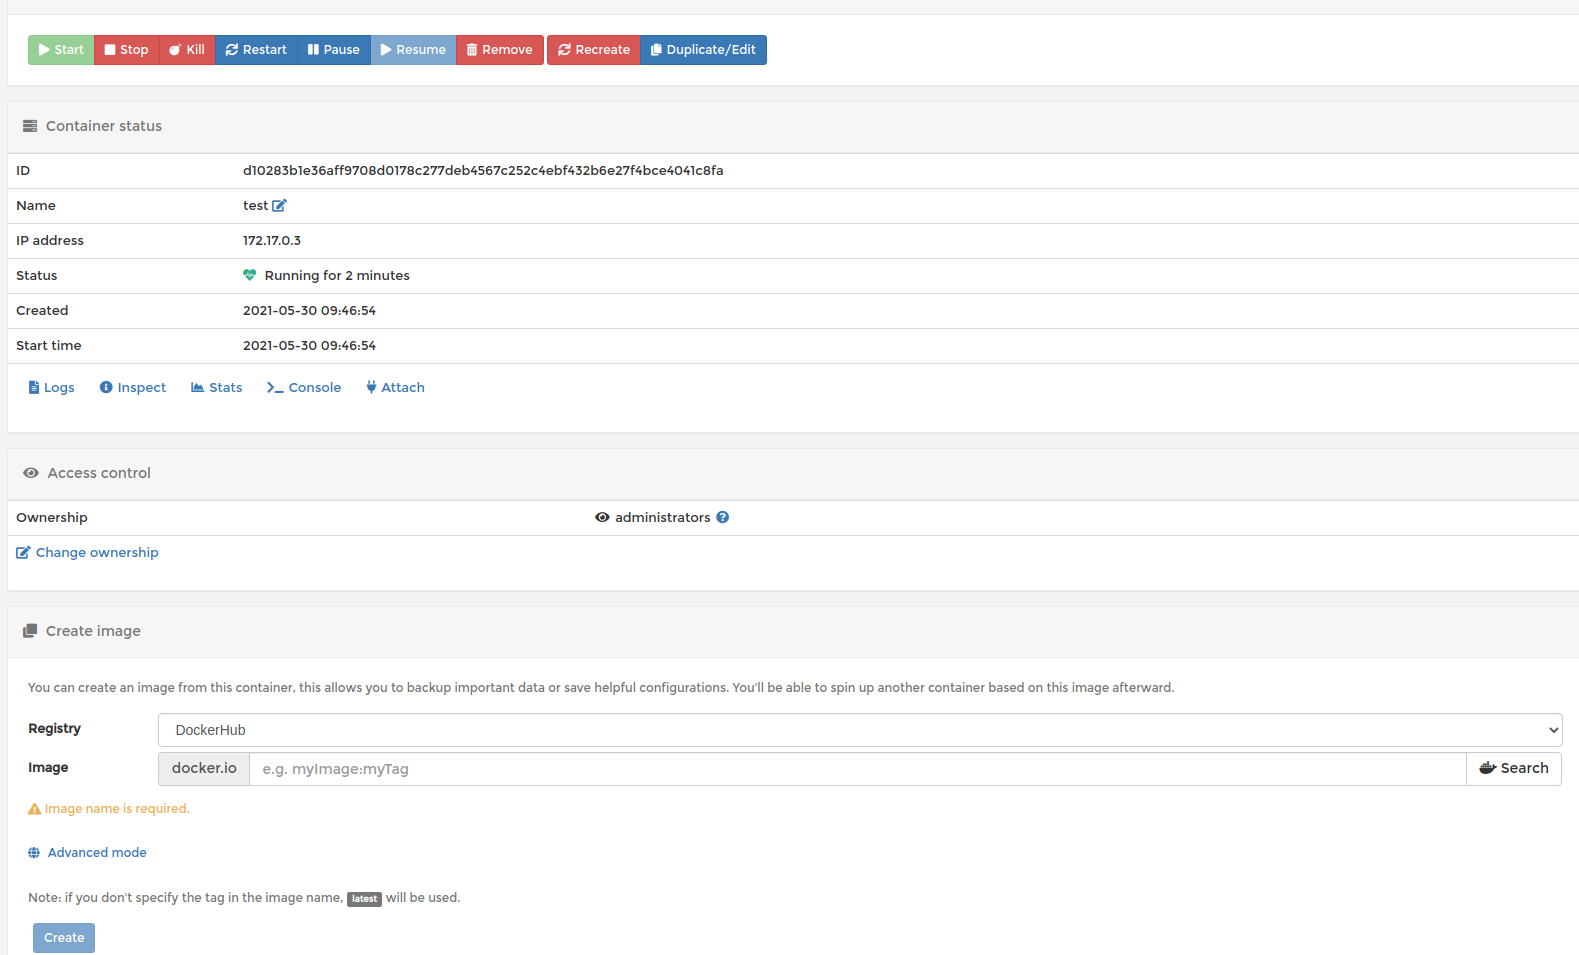 Start Stop Kill Restart Pause Resume Remove Recreate Duplicate/Edit
Container status
ID d10283b1e36aff9708d0178c277deb4567c252c4ebf432b6e27f4bce4041c8fa
Name test
IP address 172.17.0.3
Status Running for 2 minutes
Created 2021-05-30 09:46:54
Start time 2021-05-30 09:46:54
Logs Inspect Stats Console Attach
Access control
Ownership administrators
Change ownership
Create image
You can create an image from this container, this allows you to backup important data or save helpful configurations. You'll be able to spin up another container based on this image afterward.
Registry DockerHub
Image docker.io e.g. myImage:myTag Search
Image name is required.
Advanced mode
Note: if you don't specify the tag in the image name, latest will be used.
Create